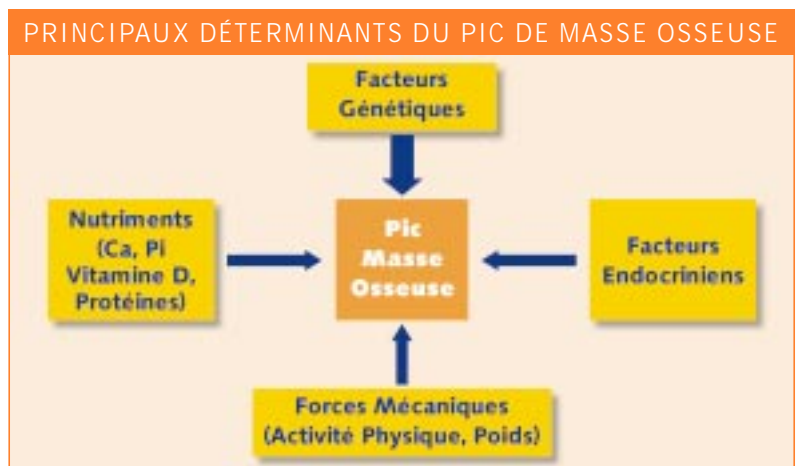 PRINCIPAUX DÉTERMINANTS DU PIC DE MASSE OSSEUSE
Facteurs
Génétiques
Nutriments
(Ca, Pi
Vitamine D,
Protéines)
Pic
Masse
Osseuse
Facteurs
Endocriniens
Forces Mécaniques
(Activité Physique, Poids)